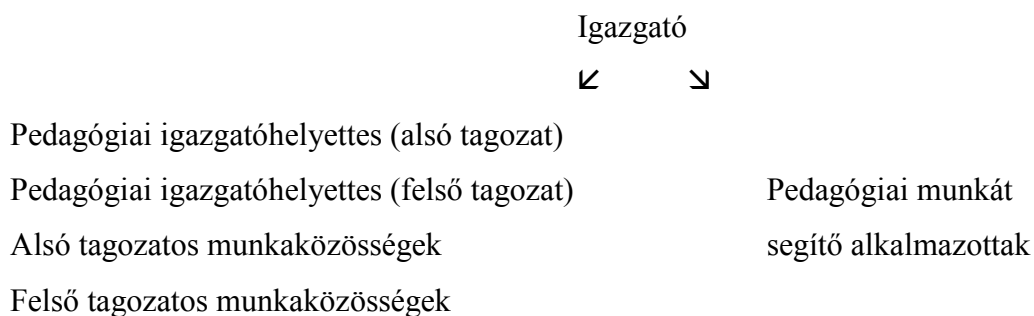 Igazgató
↙ ↘
Pedagógiai igazgatóhelyettes (alsó tagozat)
Pedagógiai igazgatóhelyettes (felső tagozat) Pedagógiai munkát
Alsó tagozatos munkaközösségek segítő alkalmazottak
Felső tagozatos munkaközösségek